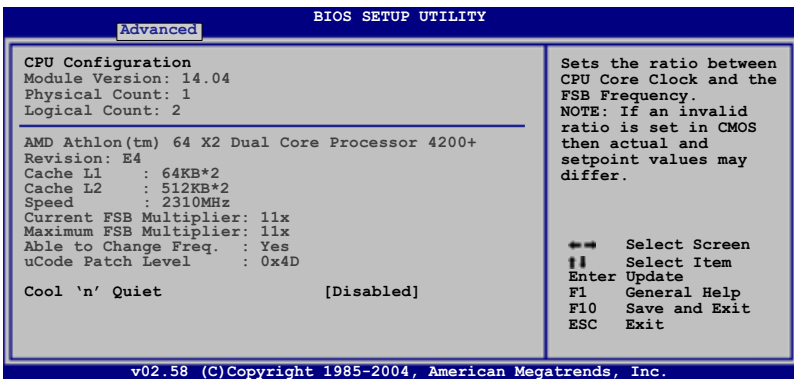 BIOS SETUP UTILITY
Advanced
CPU Configuration
Module Version: 14.04
Physical Count: 1
Logical Count: 2
AMD Athlon(tm) 64 X2 Dual Core Processor 4200+
Revision: E4
Cache L1 : 64KB*2
Cache L2 : 512KB*2
Speed : 2310MHz
Current FSB Multiplier: 11x
Maximum FSB Multiplier: 11x
Able to Change Freq. : Yes
uCode Patch Level : 0x4D
Cool ‘n’ Quiet [Disabled]
Sets the ratio between
CPU Core Clock and the
FSB Frequency.
NOTE: If an invalid
ratio is set in CMOS
then actual and
setpoint values may
differ.
←→ Select Screen
↑↓ Select Item
Enter Update
F1 General Help
F10 Save and Exit
ESC Exit
v02.58 (C)Copyright 1985-2004, American Megatrends, Inc.